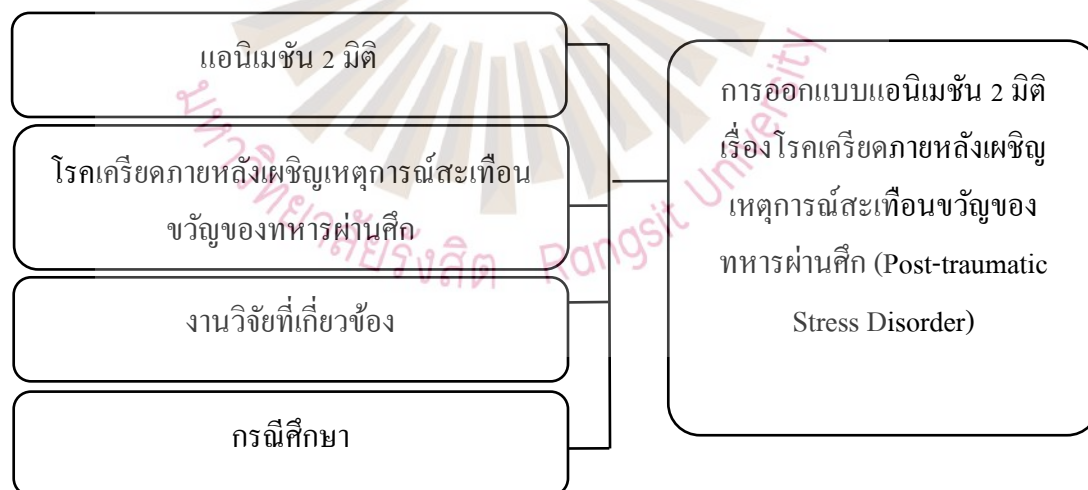 แอนิเมชัน 2 มิติ
โรคเครียดภายหลังเผชิญเหตุการณ์สะเทือน
ขวัญของทหารผ่านศึก
งานวิจัยที่เกี่ยวข้อง
กรณีศึกษา
การออกแบบแอนิเมชัน 2 มิติ
เรื่องโรคเครียดภายหลังเผชิญ
เหตุการณ์สะเทือนขวัญของ
ทหารผ่านศึก (Post-traumatic
Stress Disorder)
มหาวิทยาลัยรังสิต Rangsit University